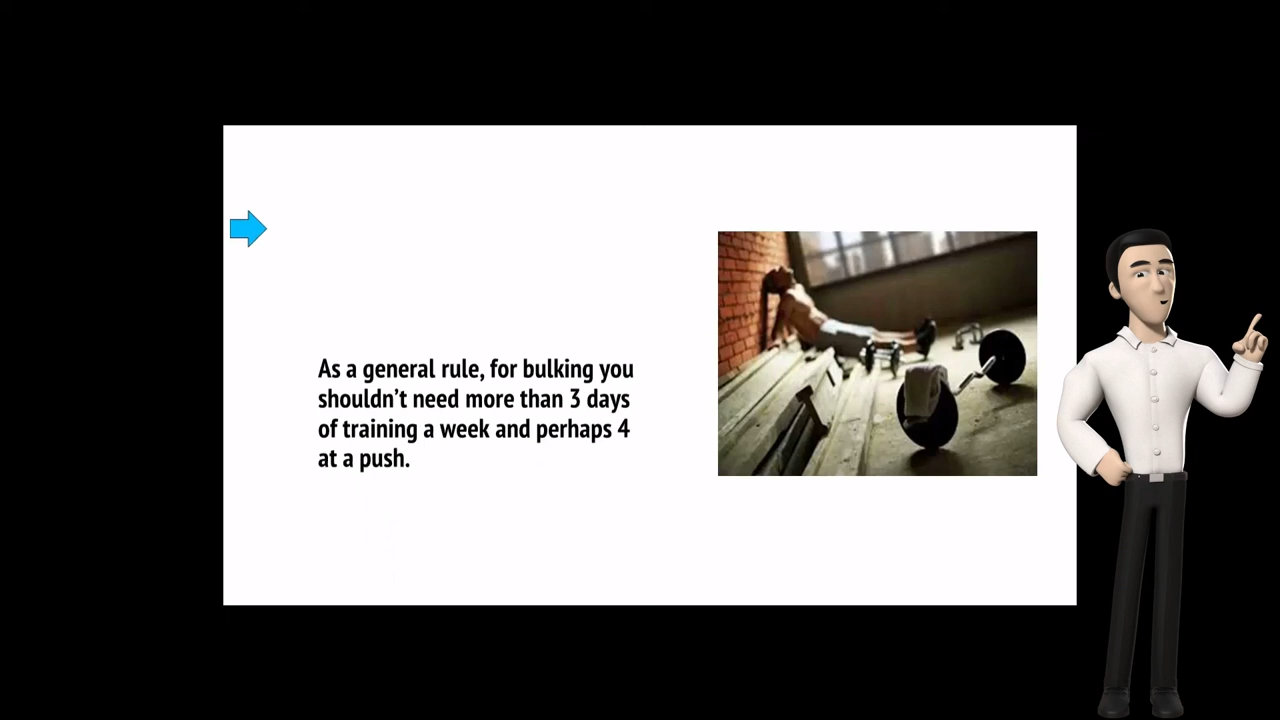 As a general rule, for bulking you
shouldn’t need more than 3 days
of training a week and perhaps 4
at a push.